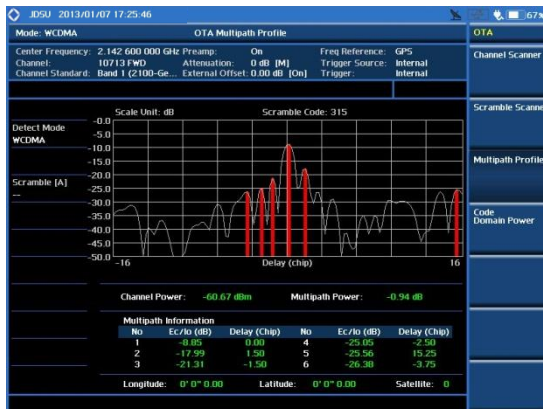 JDSU 2013/01/07 17:25:46
67%
Mode: WCDMA
OTA Multipath Profile
OTA
Center Frequency: 2.142 600 000 GHz Preamp: On Freq Reference: GPS
Channel: 10713 FWD Attenuation: 0 dB [M] Trigger Source: Internal
Channel Standard: Band 1 (2100-Ge... External Offset: 0.00 dB [On] Trigger: Internal
Channel Scanner
Scramble Scanne
Multipath Profile
Code
Domain Power
Detect Mode
WCDMA
Scramble [A]
--
Scale Unit: dB Scramble Code: 315
-0.0
-5.0
-10.0
-15.0
-20.0
-25.0
-30.0
-35.0
-40.0
-45.0
-50.0
-16 Delay (chip) 16
Channel Power: -60.67 dBm Multipath Power: -0.94 dB
Multipath Information
No Ec/Io (dB) Delay (Chip) No Ec/Io (dB) Delay (Chip)
1 -8.85 0.00 4 -25.05 -2.50
2 -17.99 1.50 5 -25.56 15.25
3 -21.31 -1.50 6 -26.38 -3.75
Longitude: 0' 0'' 0.00 Latitude: 0' 0'' 0.00 Satellite: 0